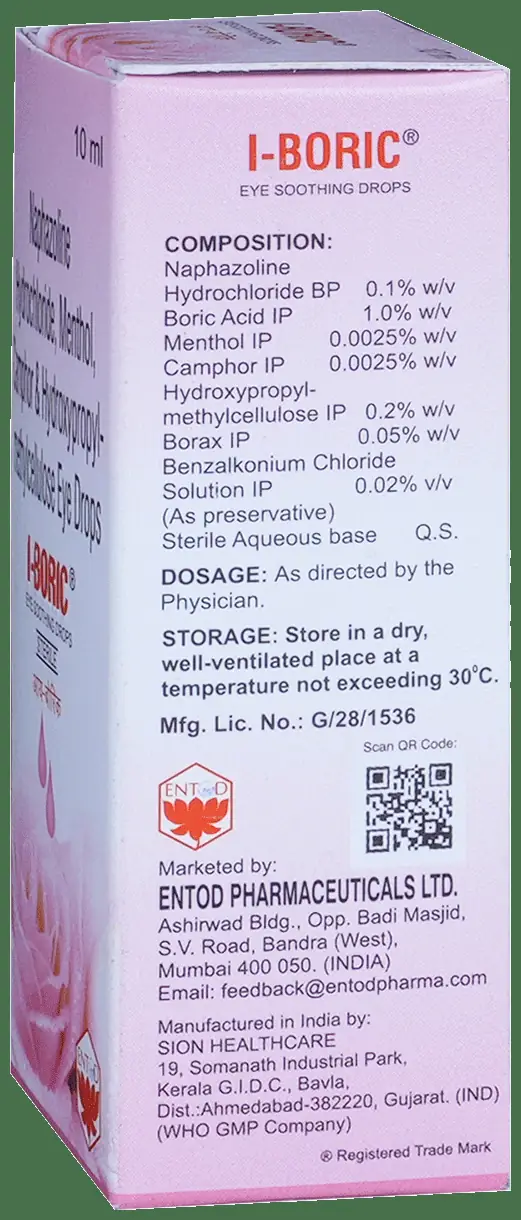 10 ml
Naphazoline
Hydrochloride, Menthol,
Camphor & Hydroxypropyl-
methylcellulose Eye Drops
I-BORIC®
EYE SOOTHING DROPS
STERILE
आय-बोरिक
ENTOD
I-BORIC®
EYE SOOTHING DROPS
COMPOSITION:
Naphazoline
Hydrochloride BP 0.1% w/v
Boric Acid IP 1.0% w/v
Menthol IP 0.0025% w/v
Camphor IP 0.0025% w/v
Hydroxypropyl-
methylcellulose IP 0.2% w/v
Borax IP 0.05% w/v
Benzalkonium Chloride
Solution IP 0.02% v/v
(As preservative)
Sterile Aqueous base Q.S.
DOSAGE: As directed by the
Physician.
STORAGE: Store in a dry,
well-ventilated place at a
temperature not exceeding 30°C.
Mfg. Lic. No.: G/28/1536
Scan QR Code:
ENTOD
Marketed by:
ENTOD PHARMACEUTICALS LTD.
Ashirwad Bldg., Opp. Badi Masjid,
S.V. Road, Bandra (West),
Mumbai 400 050. (INDIA)
Email: feedback@entodpharma.com
Manufactured in India by:
SION HEALTHCARE
19, Somanath Industrial Park,
Kerala G.I.D.C., Bavla,
Dist.:Ahmedabad-382220, Gujarat. (IND)
(WHO GMP Company)
® Registered Trade Mark